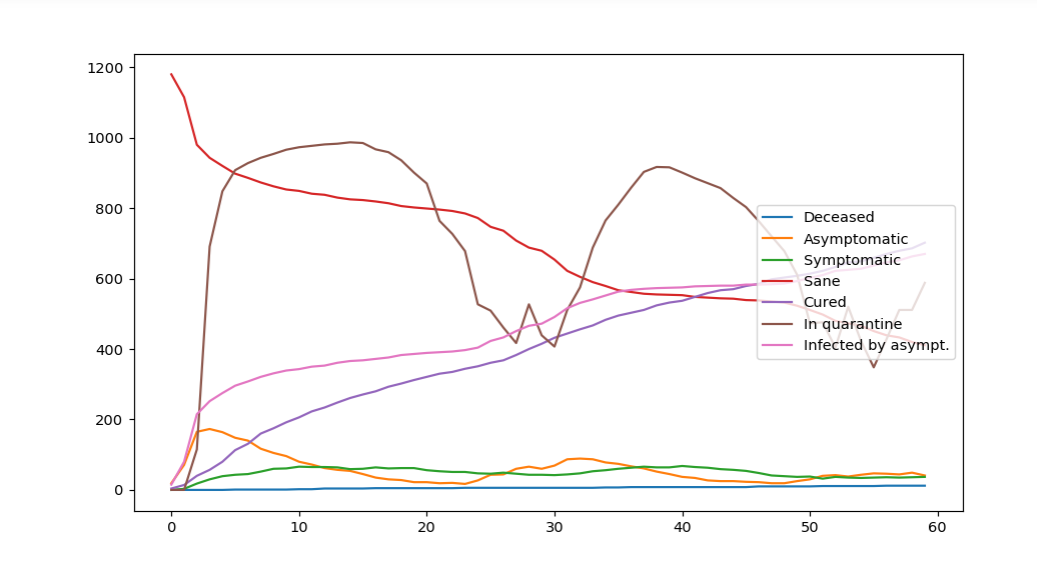 1200
1000
800
600
400
200
0
Deceased
Asymptomatic
Symptomatic
Sane
Cured
In quarantine
Infected by asympt.
0 10 20 30 40 50 60